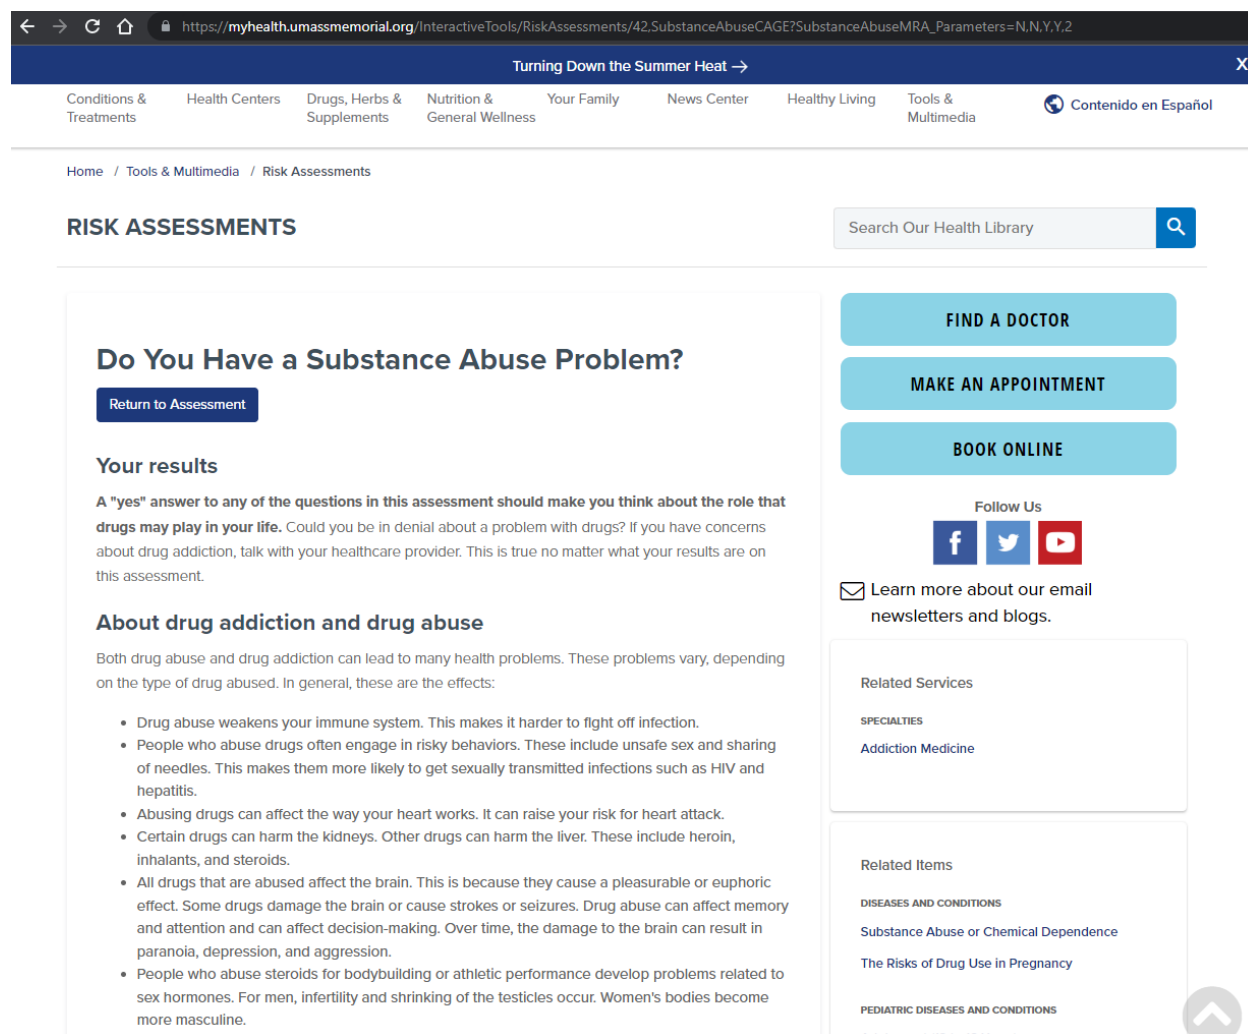 https://myhealth.umassmemorial.org/InteractiveTools/RiskAssessments/42,SubstanceAbuseCAGE?SubstanceAbuseMRA_Parameters=N,N,Y,Y,2
Turning Down the Summer Heat →
X
Conditions &
Treatments
Health Centers
Drugs, Herbs &
Supplements
Nutrition &
General Wellness
Your Family
News Center
Healthy Living
Tools &
Multimedia
Contenido en Español
Home / Tools & Multimedia / Risk Assessments
RISK ASSESSMENTS
Search Our Health Library
Do You Have a Substance Abuse Problem?
Return to Assessment
Your results
A "yes" answer to any of the questions in this assessment should make you think about the role that
drugs may play in your life. Could you be in denial about a problem with drugs? If you have concerns
about drug addiction, talk with your healthcare provider. This is true no matter what your results are on
this assessment.
About drug addiction and drug abuse
Both drug abuse and drug addiction can lead to many health problems. These problems vary, depending
on the type of drug abused. In general, these are the effects:
• Drug abuse weakens your immune system. This makes it harder to fight off infection.
• People who abuse drugs often engage in risky behaviors. These include unsafe sex and sharing
of needles. This makes them more likely to get sexually transmitted infections such as HIV and
hepatitis.
• Abusing drugs can affect the way your heart works. It can raise your risk for heart attack.
• Certain drugs can harm the kidneys. Other drugs can harm the liver. These include heroin,
inhalants, and steroids.
• All drugs that are abused affect the brain. This is because they cause a pleasurable or euphoric
effect. Some drugs damage the brain or cause strokes or seizures. Drug abuse can affect memory
and attention and can affect decision-making. Over time, the damage to the brain can result in
paranoia, depression, and aggression.
• People who abuse steroids for bodybuilding or athletic performance develop problems related to
sex hormones. For men, infertility and shrinking of the testicles occur. Women's bodies become
more masculine.
FIND A DOCTOR
MAKE AN APPOINTMENT
BOOK ONLINE
Follow Us
Learn more about our email
newsletters and blogs.
Related Services
SPECIALTIES
Addiction Medicine
Related Items
DISEASES AND CONDITIONS
Substance Abuse or Chemical Dependence
The Risks of Drug Use in Pregnancy
PEDIATRIC DISEASES AND CONDITIONS